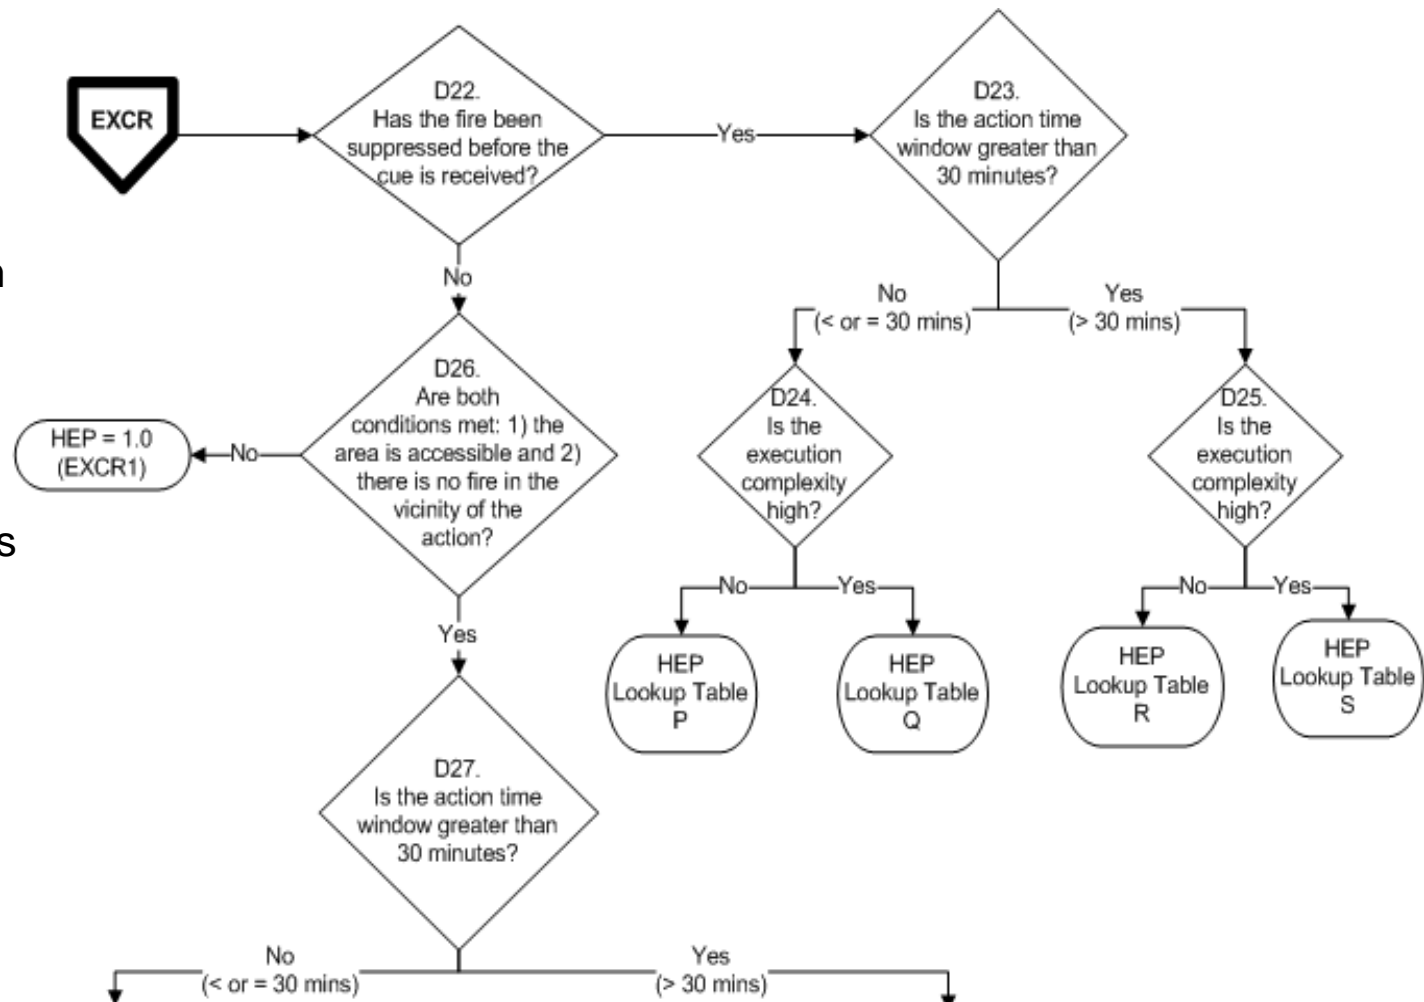 EXCR
D22.
Has the fire been
suppressed before the
cue is received?
Yes
D23.
Is the action time
window greater than
30 minutes?
No
No
(< or = 30 mins)
Yes
(> 30 mins)
D26.
Are both
conditions met: 1) the
area is accessible and 2)
there is no fire in the
vicinity of the
action?
No
HEP = 1.0
(EXCR1)
D24.
Is the
execution
complexity
high?
D25.
Is the
execution
complexity
high?
No
Yes
No
Yes
HEP
Lookup Table
P
HEP
Lookup Table
Q
HEP
Lookup Table
R
HEP
Lookup Table
S
Yes
D27.
Is the action time
window greater than
30 minutes?
No
(< or = 30 mins)
Yes
(> 30 mins)